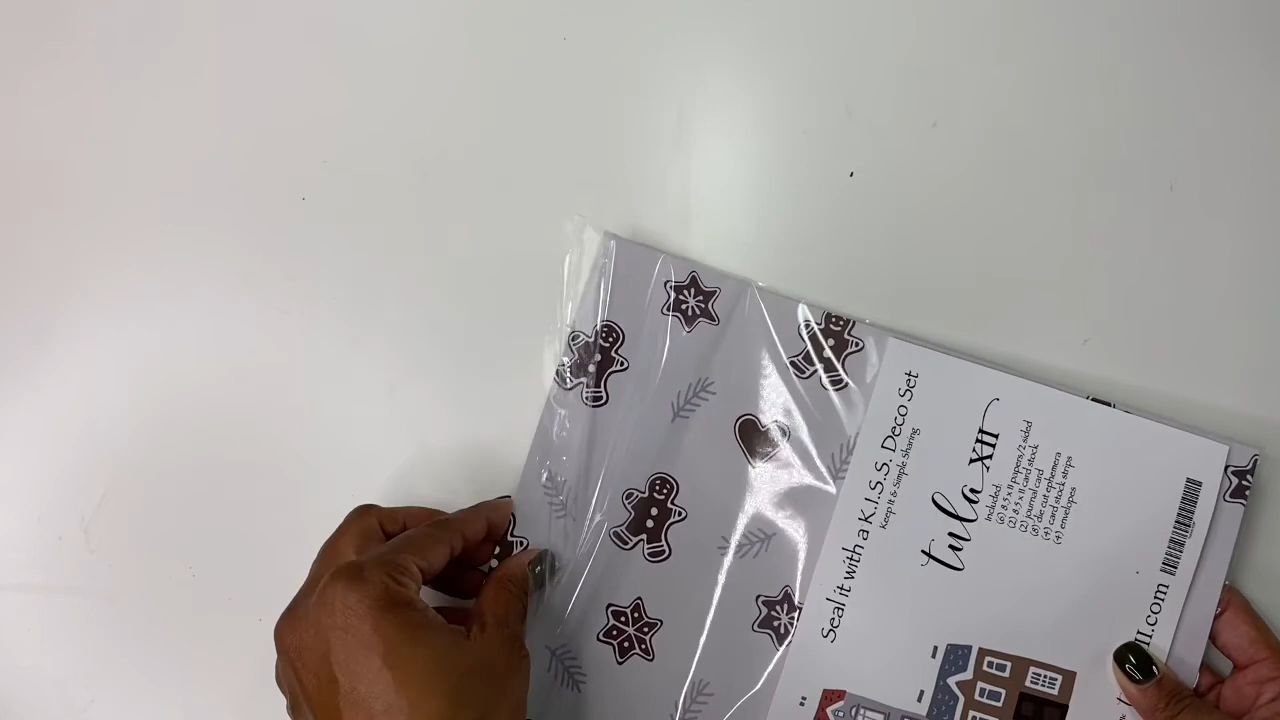 Seal it with a K.I.S.S. Deco Set
Keep It & Simple Sharing
tula XII
Included:
(6) 8.5 x 11 papers/2 sided
(2) 8.5 x 11 card stock
(2) journal card
(8) die cut ephemera
(4) card stock strips
(4) envelopes
II.com